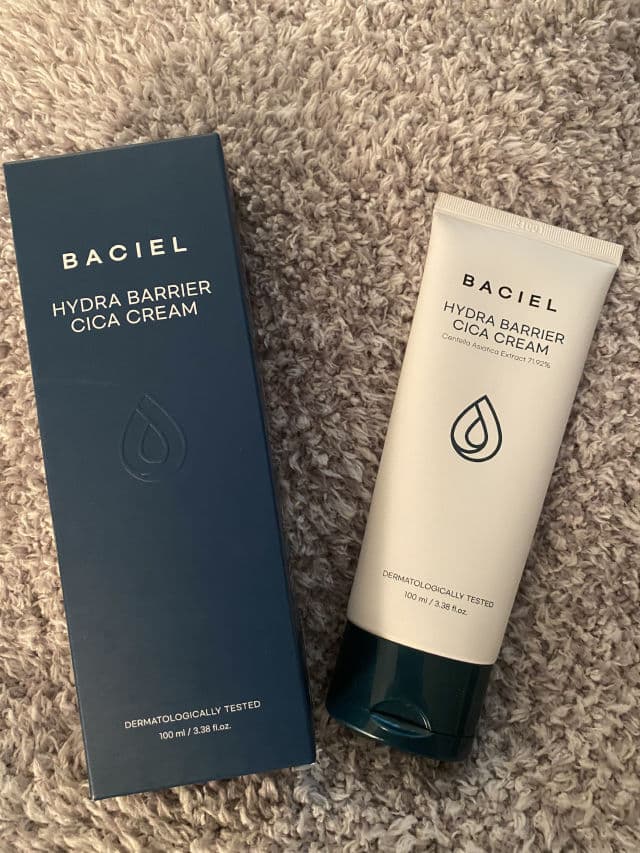 BACIEL
HYDRA BARRIER
CICA CREAM
DERMATOLOGICALLY TESTED
100 ml / 3.38 fl.oz.
BACIEL
HYDRA BARRIER
CICA CREAM
Centella Asiatica Extract 71.92%
DERMATOLOGICALLY TESTED
100 ml / 3.38 fl.oz.